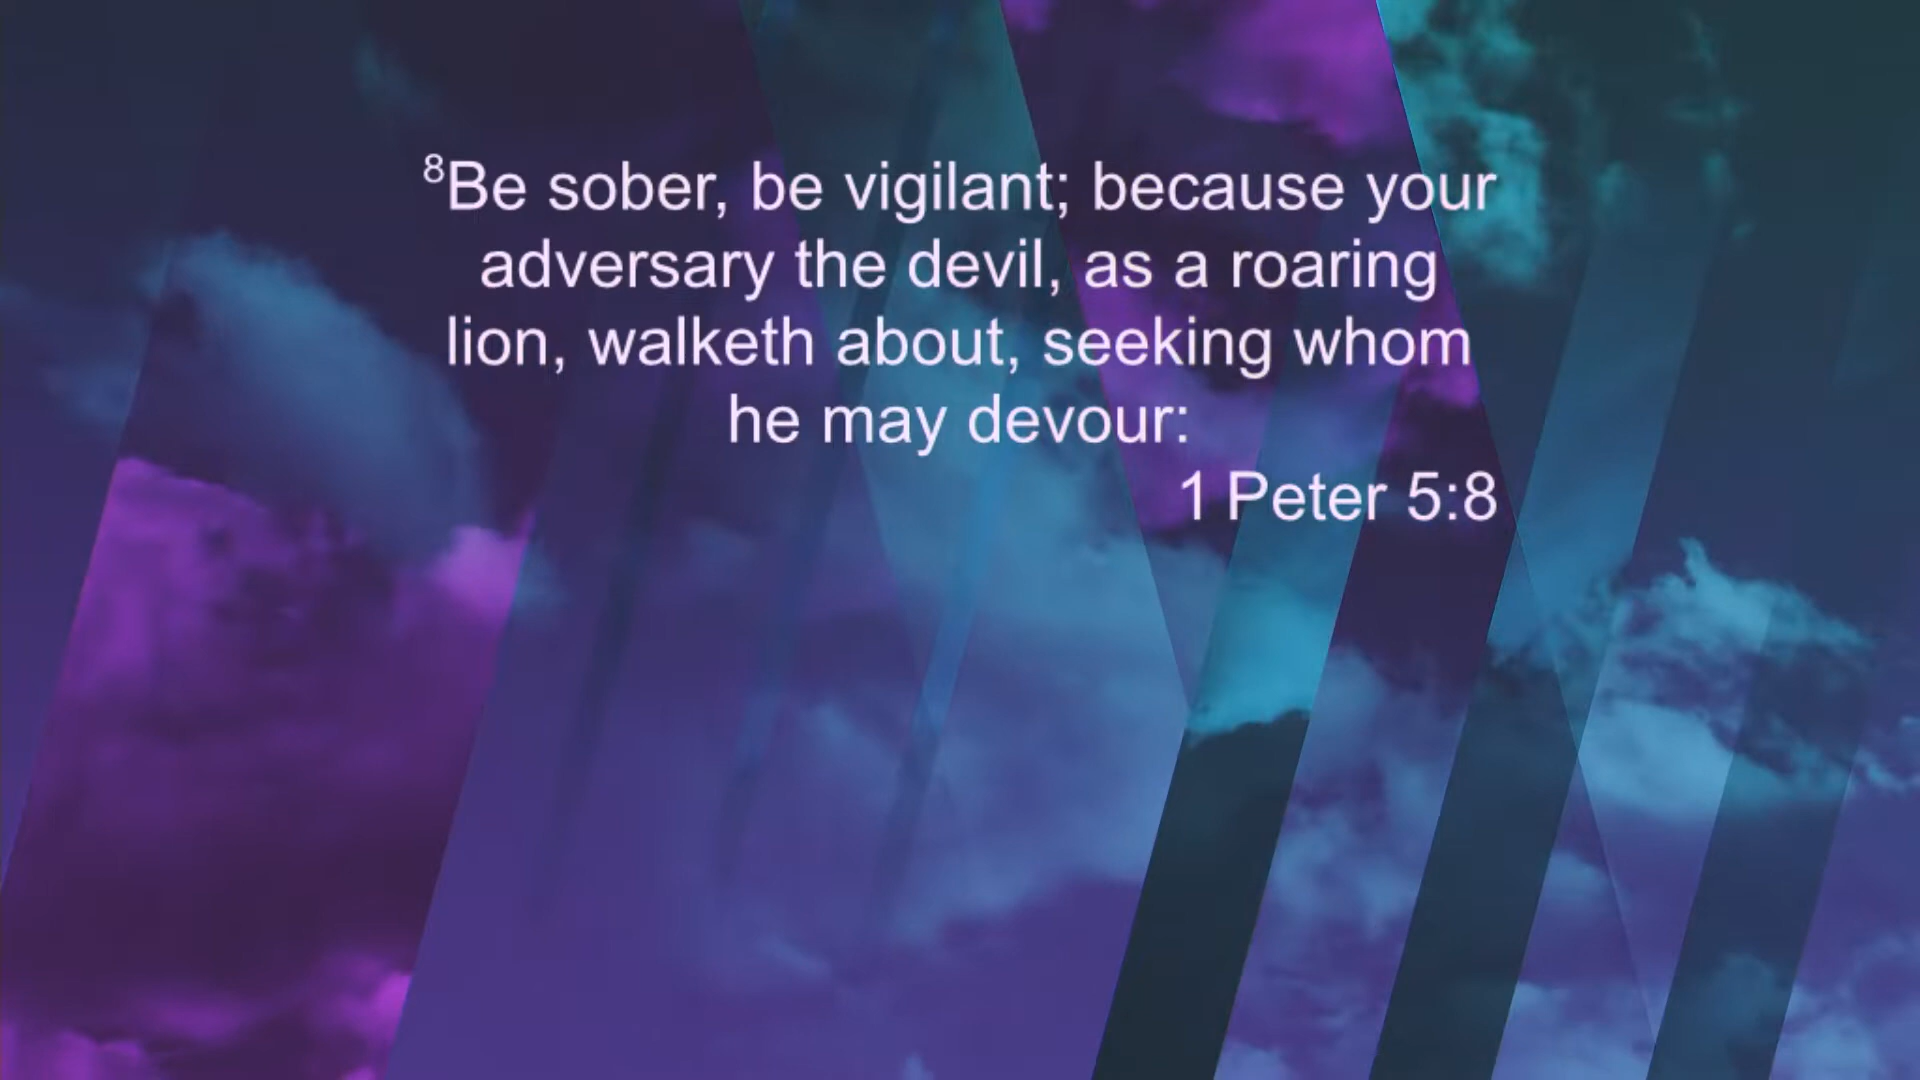 ⁸Be sober, be vigilant; because your
adversary the devil, as a roaring
lion, walketh about, seeking whom
he may devour:
1 Peter 5:8